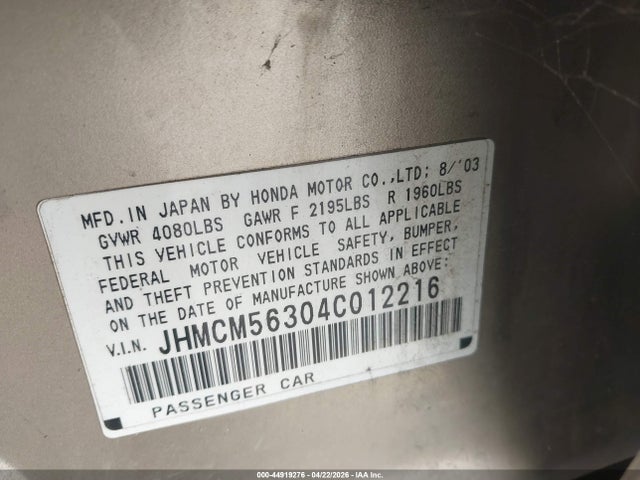 MFD. IN JAPAN BY HONDA MOTOR CO.,LTD; 8/'03
GVWR 4080LBS GAWR F 2195LBS R 1960LBS
THIS VEHICLE CONFORMS TO ALL APPLICABLE
FEDERAL MOTOR VEHICLE SAFETY, BUMPER,
AND THEFT PREVENTION STANDARDS IN EFFECT
ON THE DATE OF MANUFACTURE SHOWN ABOVE:
V.I.N. JHMCM56304C012216
PASSENGER CAR
000-44919276 - 04/22/2026 - IAA Inc.